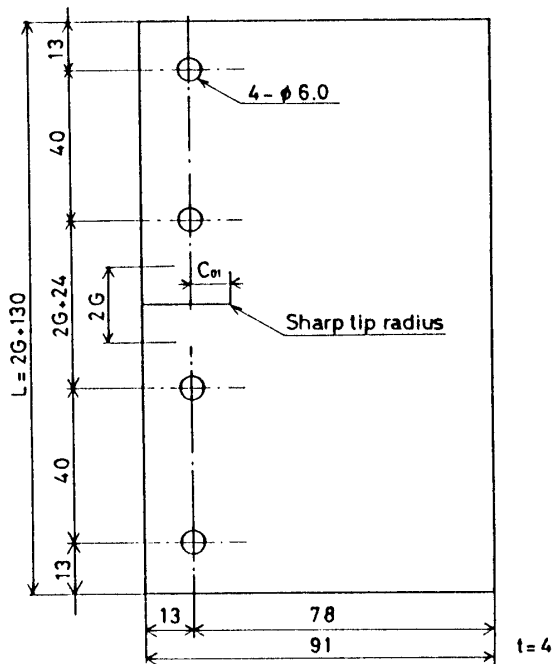 13
4-φ6.0
40
C₀₁
2G+24
2G
L=2G+130
Sharp tip radius
40
13
13
78
91
t=4